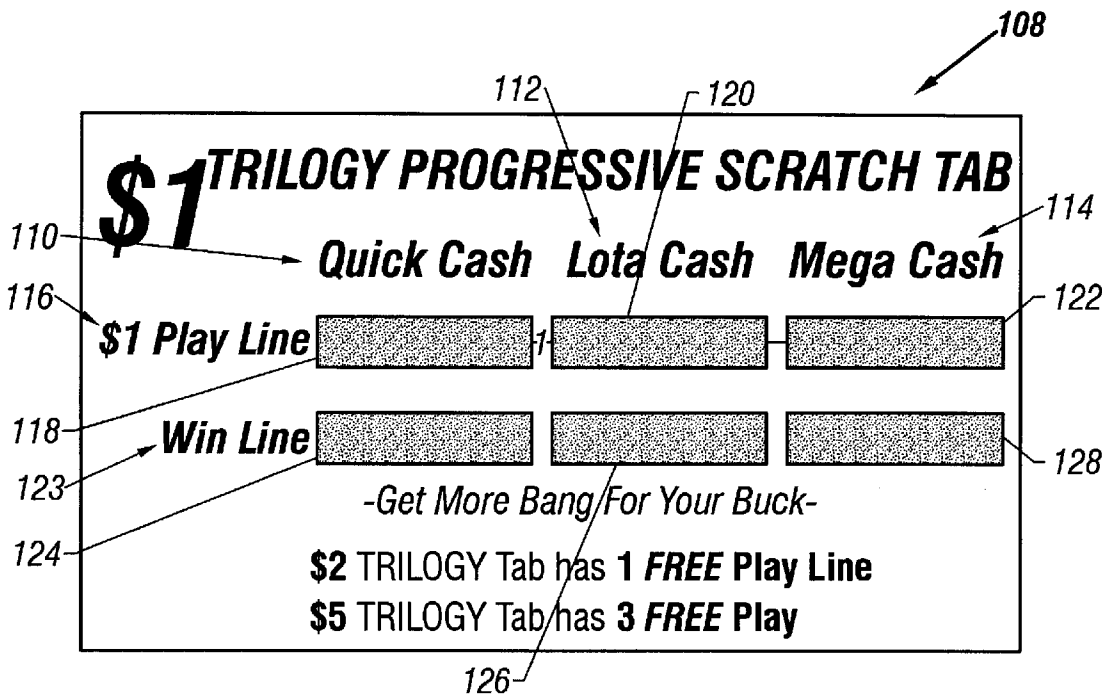 108
112 120
$1 TRILOGY PROGRESSIVE SCRATCH TAB
114
110 Quick Cash Lota Cash Mega Cash
116 122
$1 Play Line 1
118 Win Line
123 128
-Get More Bang For Your Buck-
124
$2 TRILOGY Tab has 1 FREE Play Line
$5 TRILOGY Tab has 3 FREE Play
126